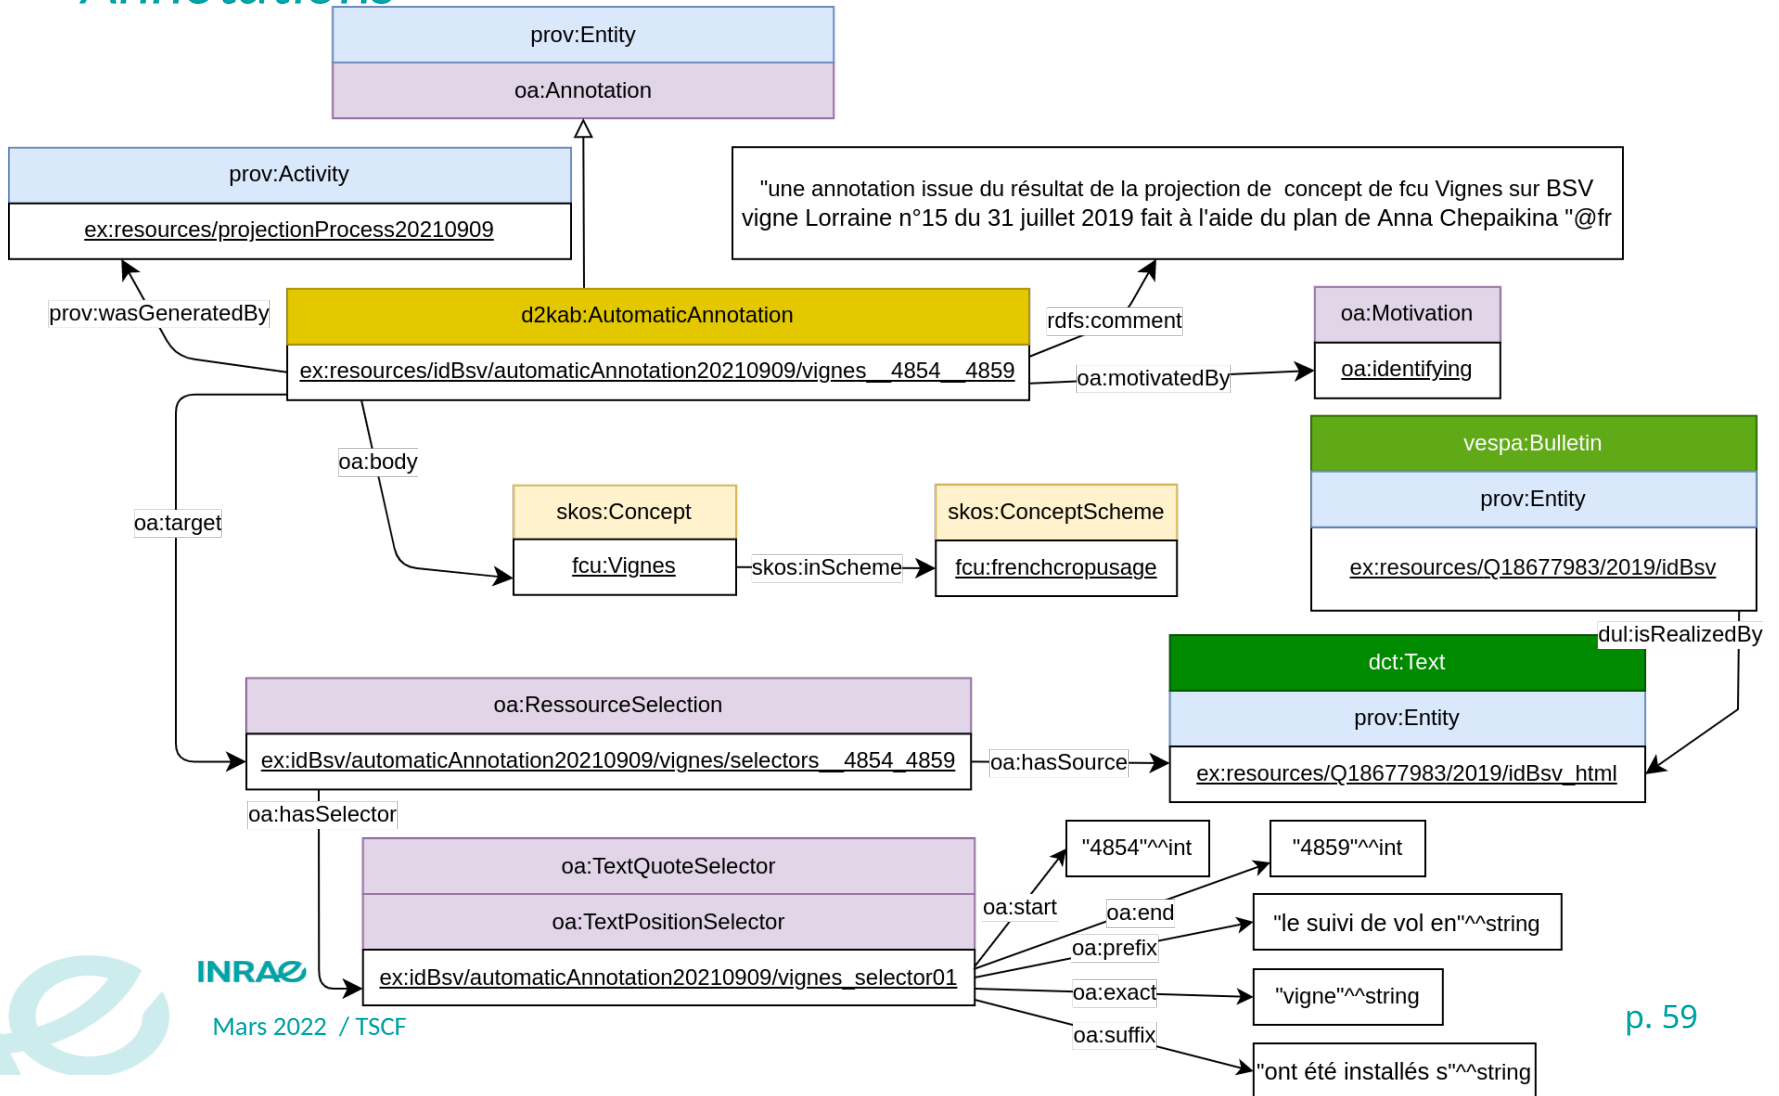 Annotations
prov:Entity
oa:Annotation
prov:Activity
ex:resources/projectionProcess20210909
"une annotation issue du résultat de la projection de  concept de fcu Vignes sur BSV
vigne Lorraine n°15 du 31 juillet 2019 fait à l'aide du plan de Anna Chepaikina "@fr
prov:wasGeneratedBy
d2kab:AutomaticAnnotation
ex:resources/idBsv/automaticAnnotation20210909/vignes__4854__4859
rdfs:comment
oa:motivatedBy
oa:Motivation
oa:identifying
oa:body
oa:target
skos:Concept
fcu:Vignes
skos:inScheme
skos:ConceptScheme
fcu:frenchcropusage
vespa:Bulletin
prov:Entity
ex:resources/Q18677983/2019/idBsv
dul:isRealizedBy
dct:Text
prov:Entity
ex:resources/Q18677983/2019/idBsv_html
oa:RessourceSelection
ex:idBsv/automaticAnnotation20210909/vignes/selectors__4854_4859
oa:hasSource
oa:hasSelector
oa:TextQuoteSelector
oa:TextPositionSelector
ex:idBsv/automaticAnnotation20210909/vignes_selector01
oa:start
"4854"^^int
oa:end
"4859"^^int
oa:prefix
"le suivi de vol en"^^string
oa:exact
"vigne"^^string
oa:suffix
"ont été installés s"^^string
INRAE
Mars 2022  / TSCF
p. 59